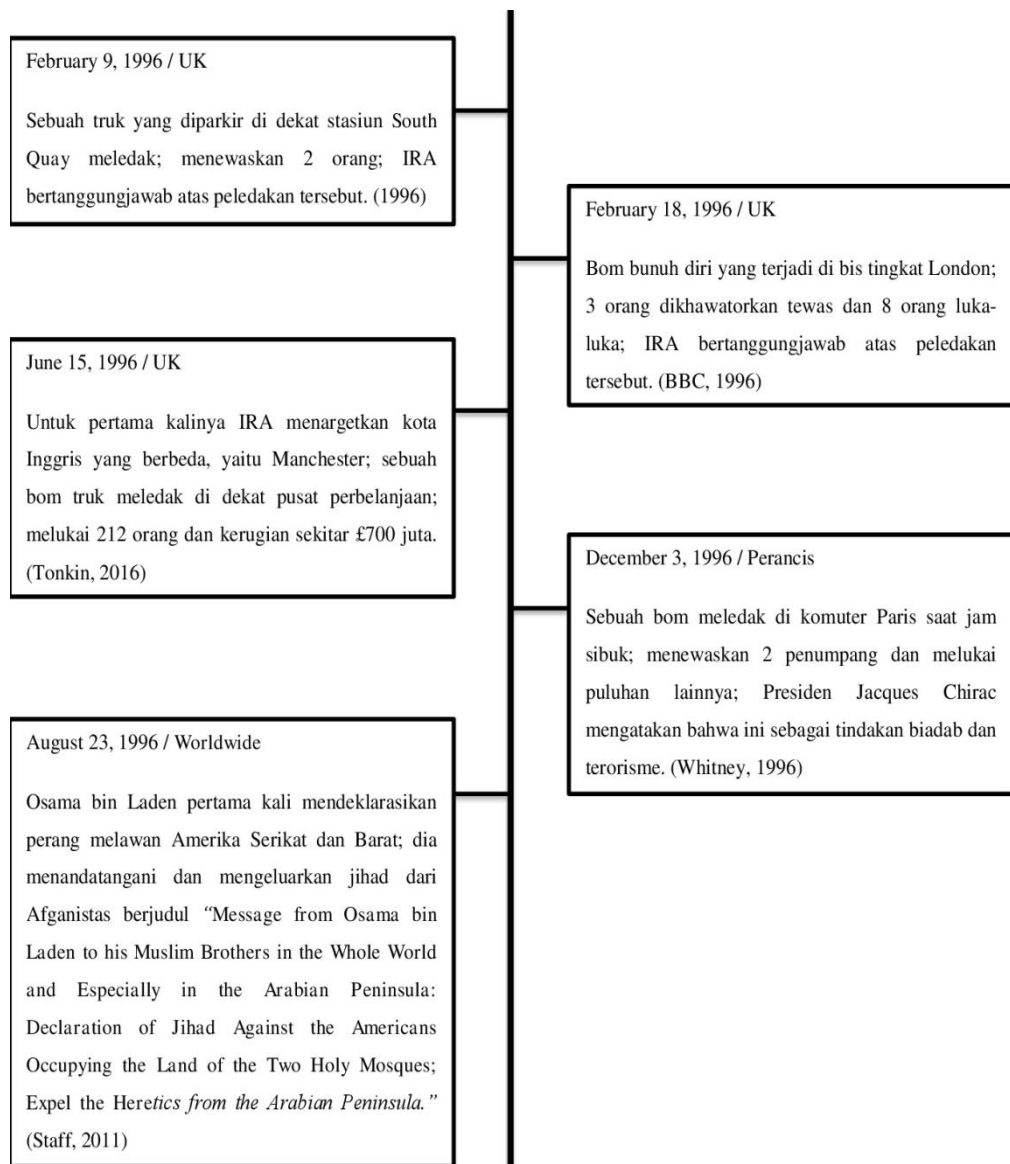 February 9, 1996 / UK
Sebuah truk yang diparkir di dekat stasiun South
Quay meledak; menewaskan 2 orang; IRA
bertanggungjawab atas peledakan tersebut. (1996)
February 18, 1996 / UK
Bom bunuh diri yang terjadi di bis tingkat London;
3 orang dikhawatorkan tewas dan 8 orang luka-
luka; IRA bertanggungjawab atas peledakan
tersebut. (BBC, 1996)
June 15, 1996 / UK
Untuk pertama kalinya IRA menargetkan kota
Inggris yang berbeda, yaitu Manchester; sebuah
bom truk meledak di dekat pusat perbelanjaan;
melukai 212 orang dan kerugian sekitar £700 juta.
(Tonkin, 2016)
December 3, 1996 / Perancis
Sebuah bom meledak di komuter Paris saat jam
sibuk; menewaskan 2 penumpang dan melukai
puluhan lainnya; Presiden Jacques Chirac
mengatakan bahwa ini sebagai tindakan biadab dan
terorisme. (Whitney, 1996)
August 23, 1996 / Worldwide
Osama bin Laden pertama kali mendeklarasikan
perang melawan Amerika Serikat dan Barat; dia
menandatangani dan mengeluarkan jihad dari
Afganistas berjudul “Message from Osama bin
Laden to his Muslim Brothers in the Whole World
and Especially in the Arabian Peninsula:
Declaration of Jihad Against the Americans
Occupying the Land of the Two Holy Mosques;
Expel the Heretics from the Arabian Peninsula.”
(Staff, 2011)